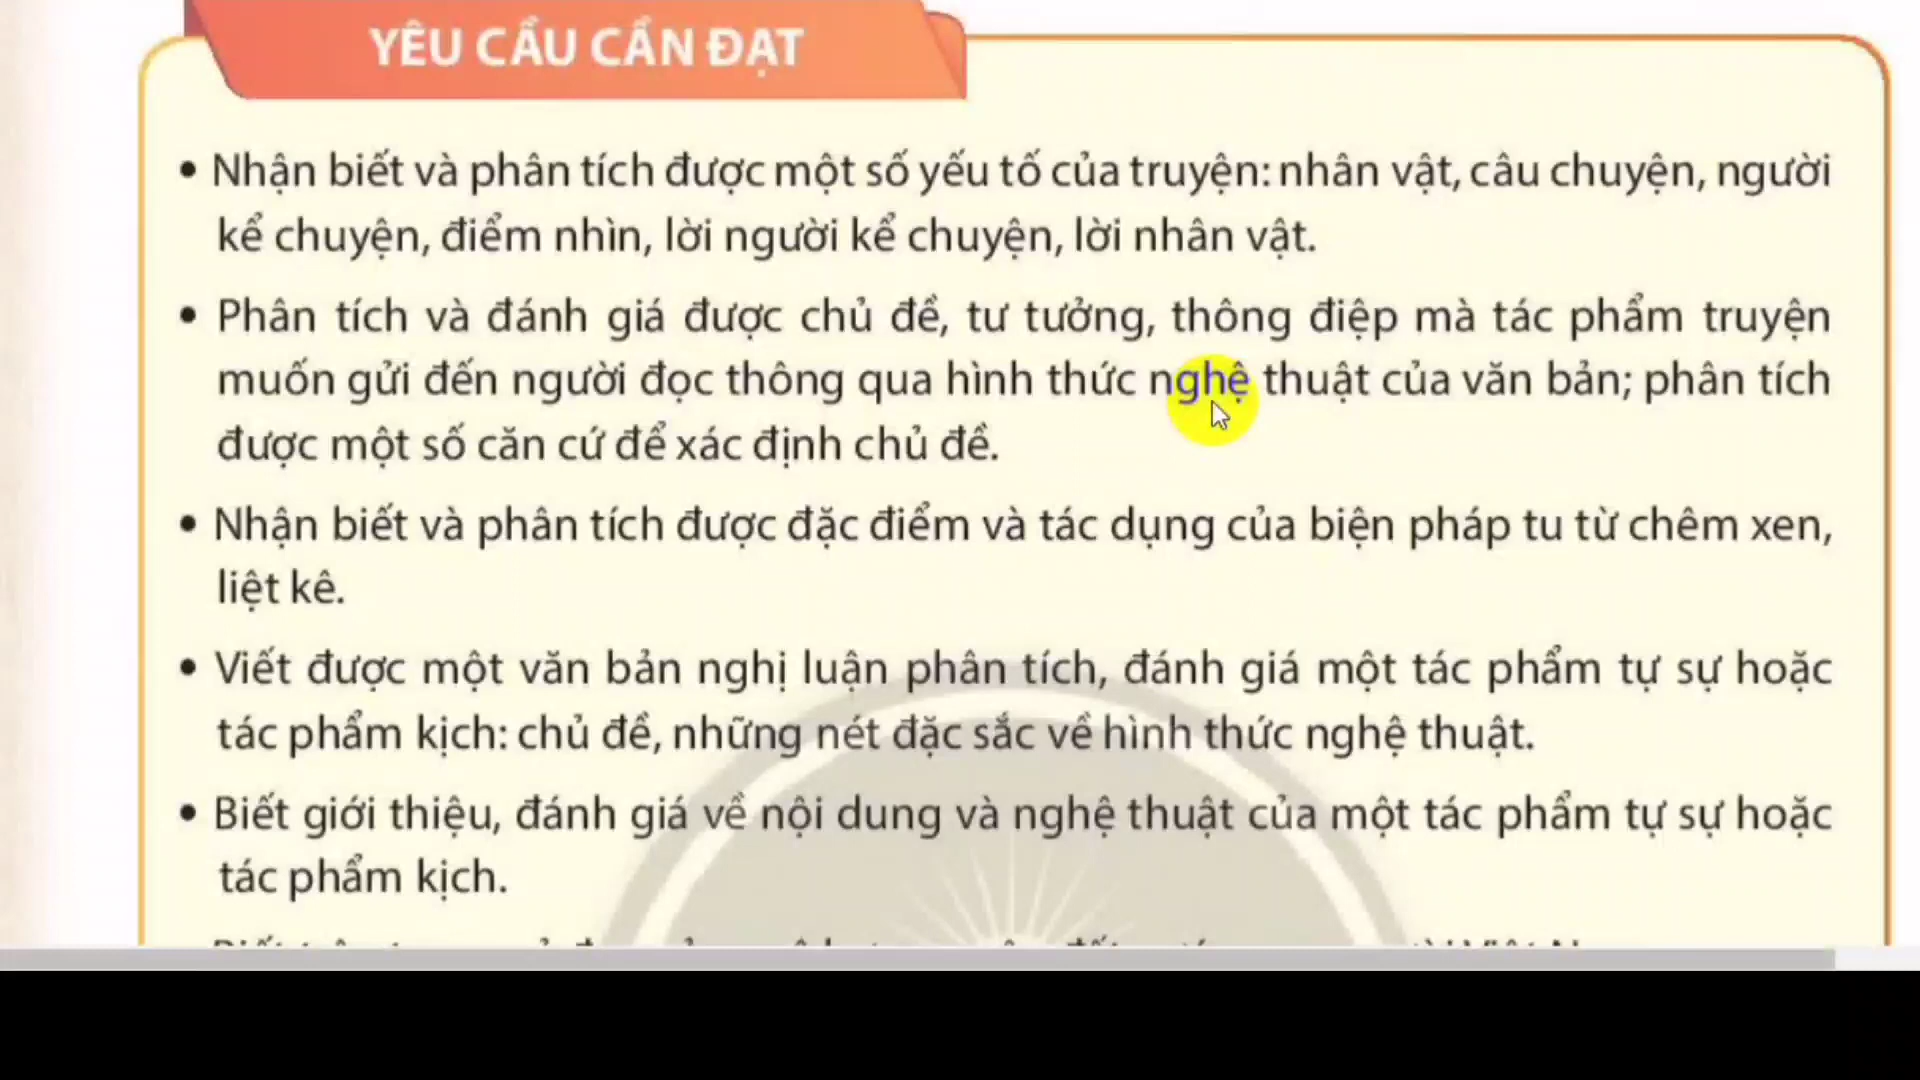 YÊU CẦU CẦN ĐẠT
• Nhận biết và phân tích được một số yếu tố của truyện: nhân vật, câu chuyện, người
kể chuyện, điểm nhìn, lời người kể chuyện, lời nhân vật.
• Phân tích và đánh giá được chủ đề, tư tưởng, thông điệp mà tác phẩm truyện
muốn gửi đến người đọc thông qua hình thức nghệ thuật của văn bản; phân tích
được một số căn cứ để xác định chủ đề.
• Nhận biết và phân tích được đặc điểm và tác dụng của biện pháp tu từ chêm xen,
liệt kê.
• Viết được một văn bản nghị luận phân tích, đánh giá một tác phẩm tự sự hoặc
tác phẩm kịch: chủ đề, những nét đặc sắc về hình thức nghệ thuật.
• Biết giới thiệu, đánh giá về nội dung và nghệ thuật của một tác phẩm tự sự hoặc
tác phẩm kịch.